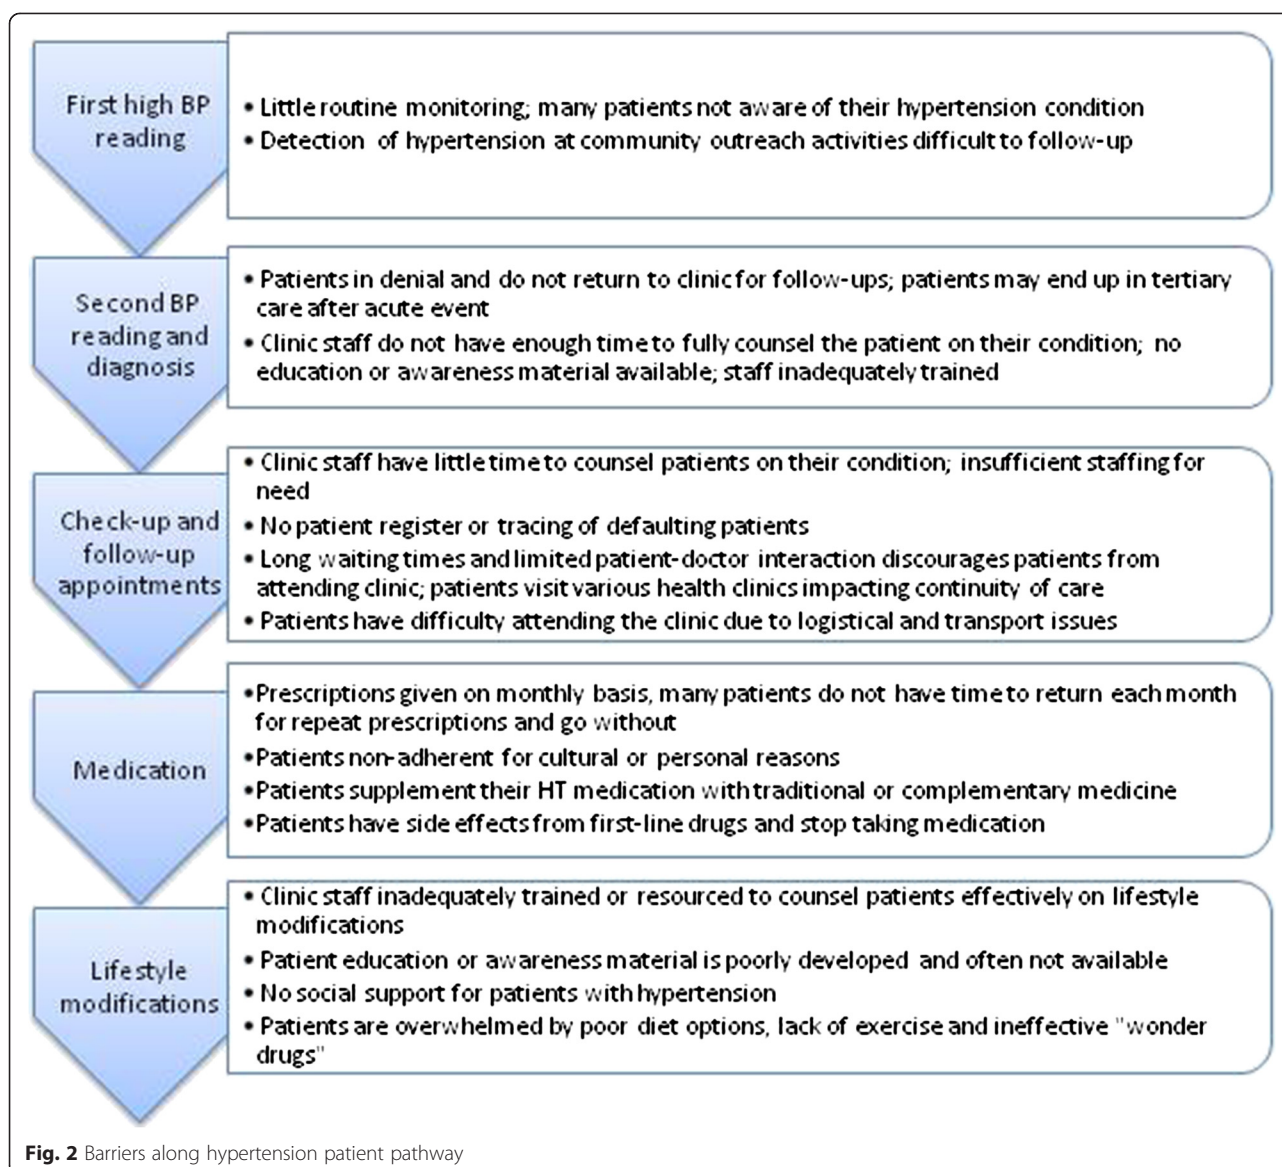 First high BP
reading
• Little routine monitoring; many patients not aware of their hypertension condition
• Detection of hypertension at community outreach activities difficult to follow-up
Second BP
reading and
diagnosis
• Patients in denial and do not return to clinic for follow-ups; patients may end up in tertiary
care after acute event
• Clinic staff do not have enough time to fully counsel the patient on their condition; no
education or awareness material available; staff inadequately trained
Check-up and
follow-up
appointments
• Clinic staff have little time to counsel patients on their condition; insufficient staffing for
need
• No patient register or tracing of defaulting patients
• Long waiting times and limited patient-doctor interaction discourages patients from
attending clinic; patients visit various health clinics impacting continuity of care
• Patients have difficulty attending the clinic due to logistical and transport issues
Medication
•Prescriptions given on monthly basis, many patients do not have time to return each month
for repeat prescriptions and go without
•Patients non-adherent for cultural or personal reasons
•Patients supplement their HT medication with traditional or complementary medicine
•Patients have side effects from first-line drugs and stop taking medication
Lifestyle
modifications
• Clinic staff inadequately trained or resourced to counsel patients effectively on lifestyle
modifications
• Patient education or awareness material is poorly developed and often not available
• No social support for patients with hypertension
• Patients are overwhelmed by poor diet options, lack of exercise and ineffective "wonder
drugs"
Fig. 2 Barriers along hypertension patient pathway